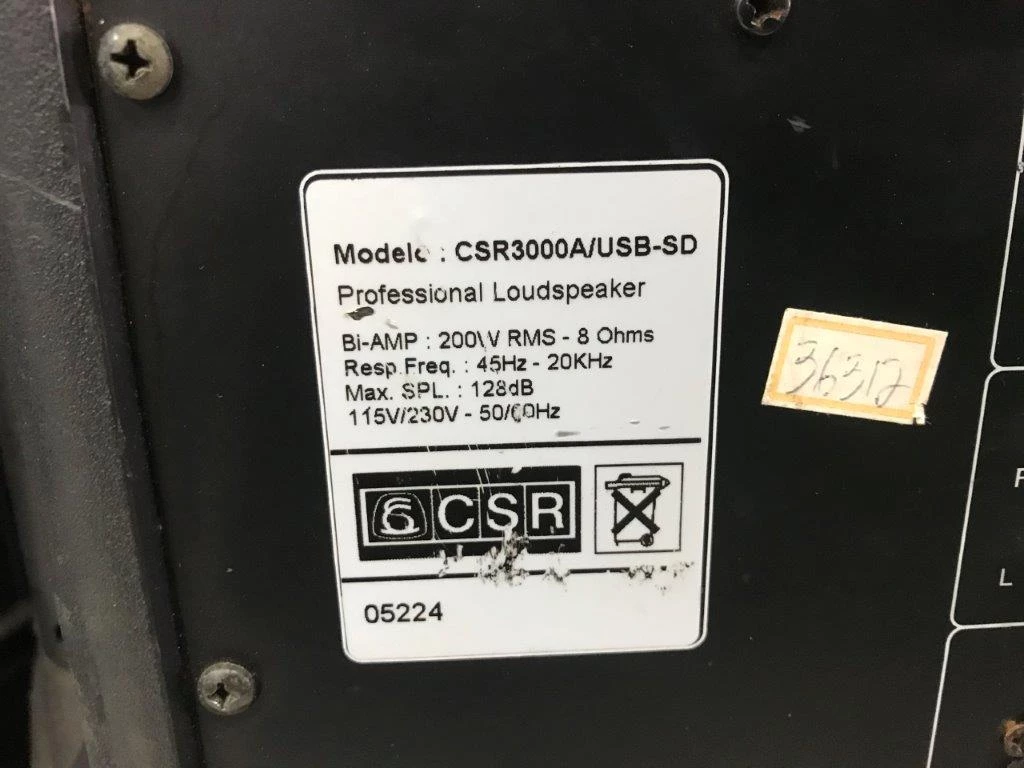 Modelo : CSR3000A/USB-SD
Professional Loudspeaker
Bi-AMP : 200W RMS - 8 Ohms
Resp.Freq. : 45Hz - 20KHz
Max. SPL. : 128dB
115V/230V - 50/60Hz
CSR
05224
L